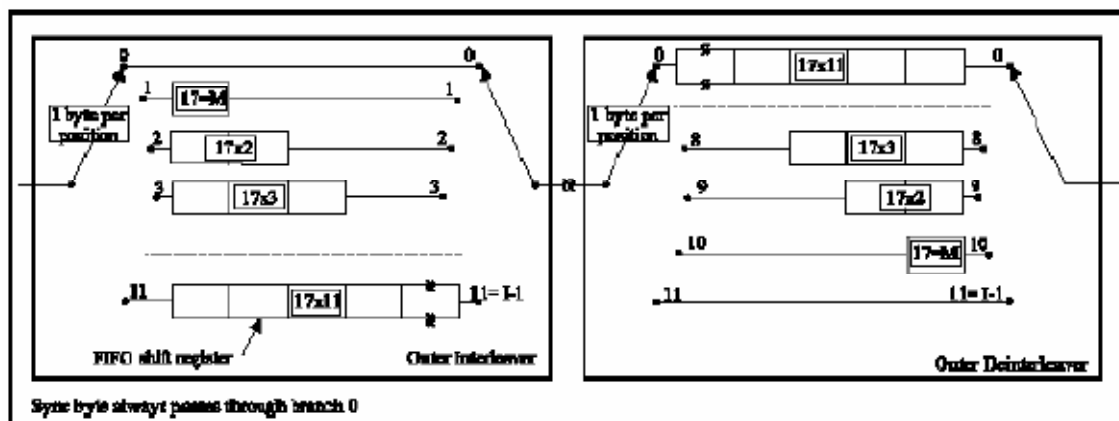 0 0
1 17=M 1
1 byte per
position
2 17x2 2
3 17x3 3
11 17x11 11= I-1
FIFO shift register
Outer Interleaver
0 17x11 0
1 byte per
position
8 17x3 8
9 17x2 9
10 17=M 10
11 11= I-1
Outer Deinterleaver
Sync byte always passes through branch 0